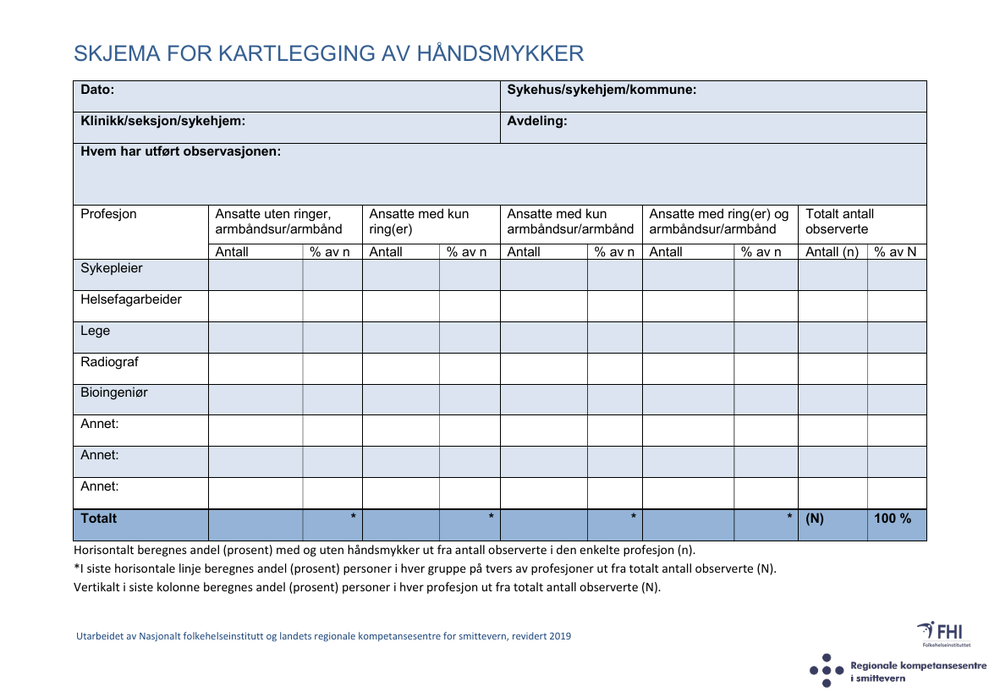 SKJEMA FOR KARTLEGGING AV HÅNDSMYKKER
Dato: Sykehus/sykehjem/kommune:
Klinikk/seksjon/sykehjem: Avdeling:
Hvem har utført observasjonen:
Profesjon Ansatte uten ringer, Ansatte med kun Ansatte med kun Ansatte med ring(er) og Totalt antall
armbåndsur/armbånd ring(er) armbåndsur/armbånd armbåndsur/armbånd observerte
Antall % av n Antall % av n Antall % av n Antall % av n Antall (n) % av N
Sykepleier
Helsefagarbeider
Lege
Radiograf
Bioingeniør
Annet:
Annet:
Annet:
Totalt * * * * (N) 100 %
Horisontalt beregnes andel (prosent) med og uten håndsmykker ut fra antall observerte i den enkelte profesjon (n).
*I siste horisontale linje beregnes andel (prosent) personer i hver gruppe på tvers av profesjoner ut fra totalt antall observerte (N).
Vertikalt i siste kolonne beregnes andel (prosent) personer i hver profesjon ut fra totalt antall observerte (N).
Utarbeidet av Nasjonalt folkehelseinstitutt og landets regionale kompetansesentre for smittevern, revidert 2019
FHI
Folkehelseinstituttet
Regionale kompetansesentre
i smittevern